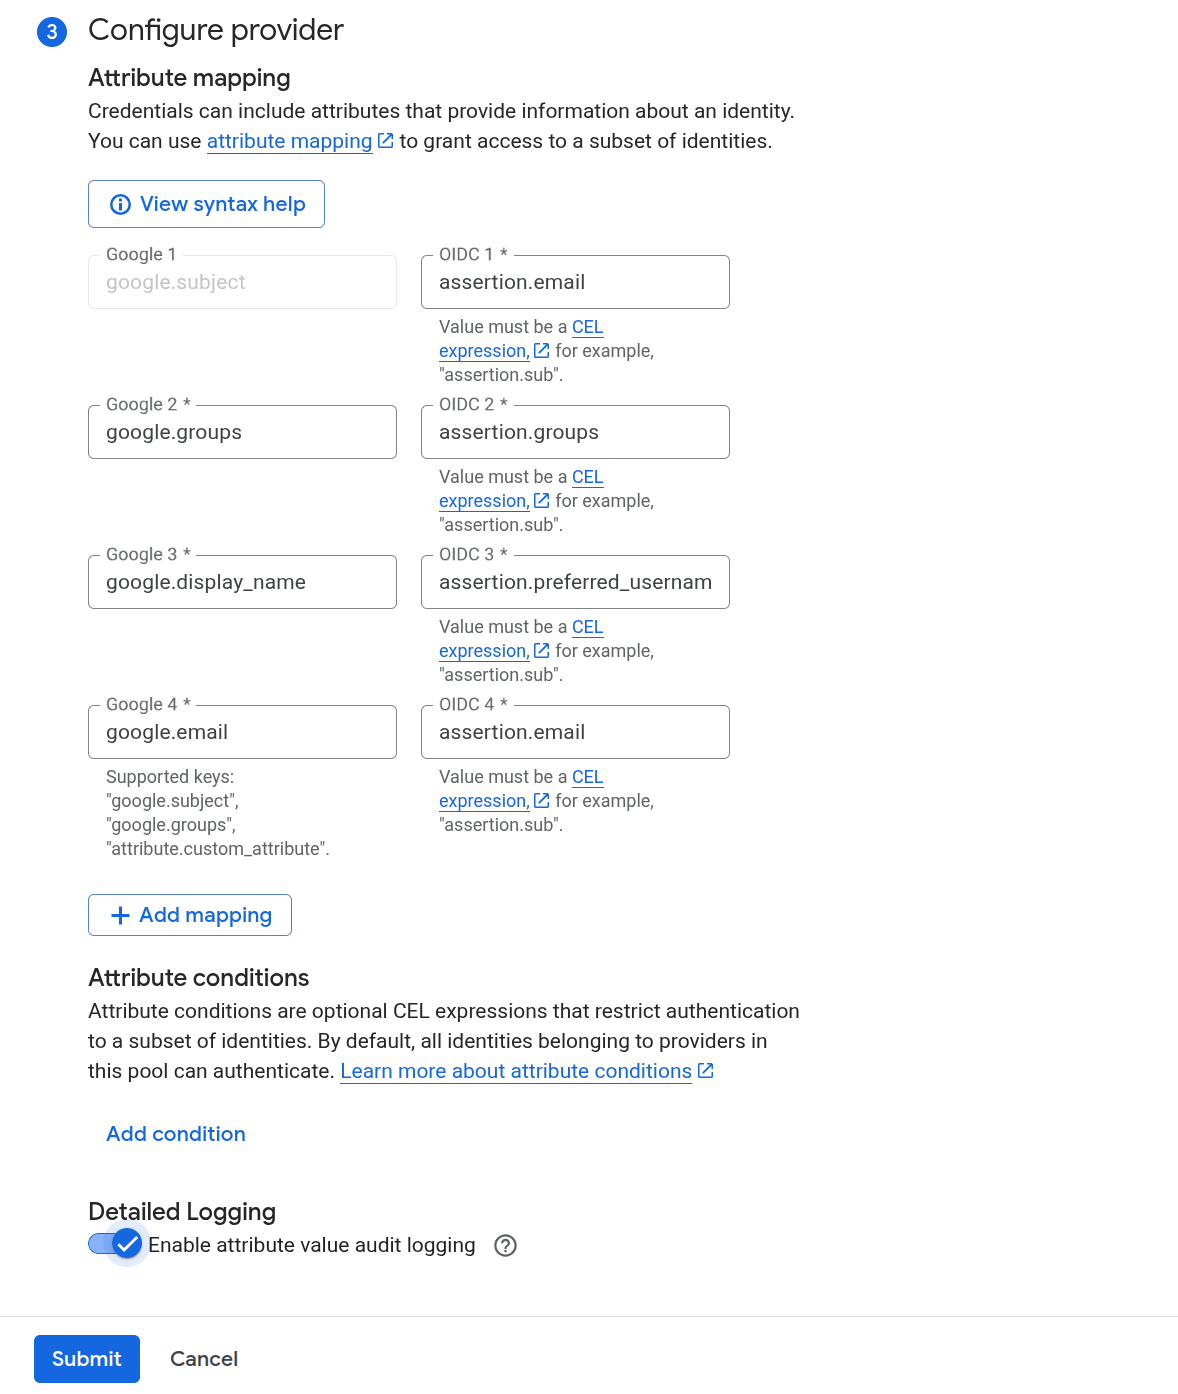 3 Configure provider
Attribute mapping
Credentials can include attributes that provide information about an identity.
You can use attribute mapping to grant access to a subset of identities.
View syntax help
Google 1
google.subject
OIDC 1 *
assertion.email
Value must be a CEL
expression, for example,
"assertion.sub".
Google 2 *
google.groups
OIDC 2 *
assertion.groups
Value must be a CEL
expression, for example,
"assertion.sub".
Google 3 *
google.display_name
OIDC 3 *
assertion.preferred_usernam
Value must be a CEL
expression, for example,
"assertion.sub".
Google 4 *
google.email
Supported keys:
"google.subject",
"google.groups",
"attribute.custom_attribute".
OIDC 4 *
assertion.email
Value must be a CEL
expression, for example,
"assertion.sub".
+ Add mapping
Attribute conditions
Attribute conditions are optional CEL expressions that restrict authentication
to a subset of identities. By default, all identities belonging to providers in
this pool can authenticate. Learn more about attribute conditions
Add condition
Detailed Logging
Enable attribute value audit logging
Submit Cancel